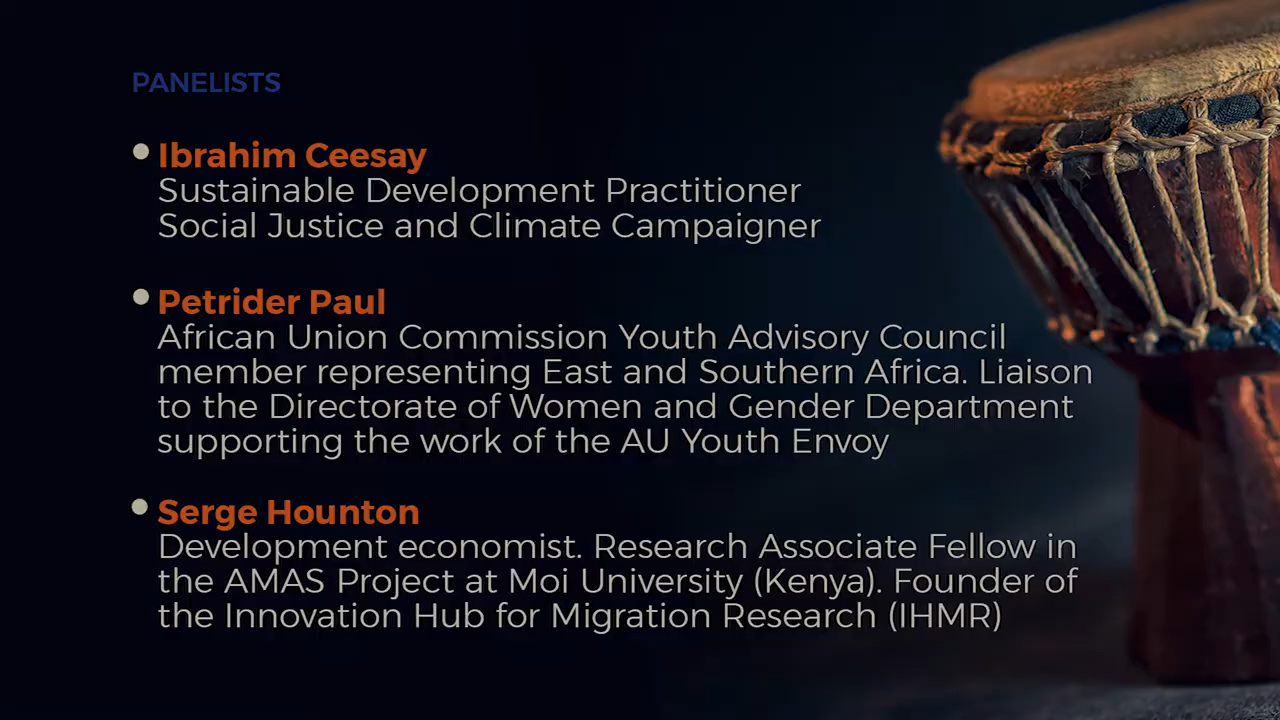 PANELISTS
• Ibrahim Ceesay
Sustainable Development Practitioner
Social Justice and Climate Campaigner
• Petrider Paul
African Union Commission Youth Advisory Council
member representing East and Southern Africa. Liaison
to the Directorate of Women and Gender Department
supporting the work of the AU Youth Envoy
• Serge Hounton
Development economist. Research Associate Fellow in
the AMAS Project at Moi University (Kenya). Founder of
the Innovation Hub for Migration Research (IHMR)